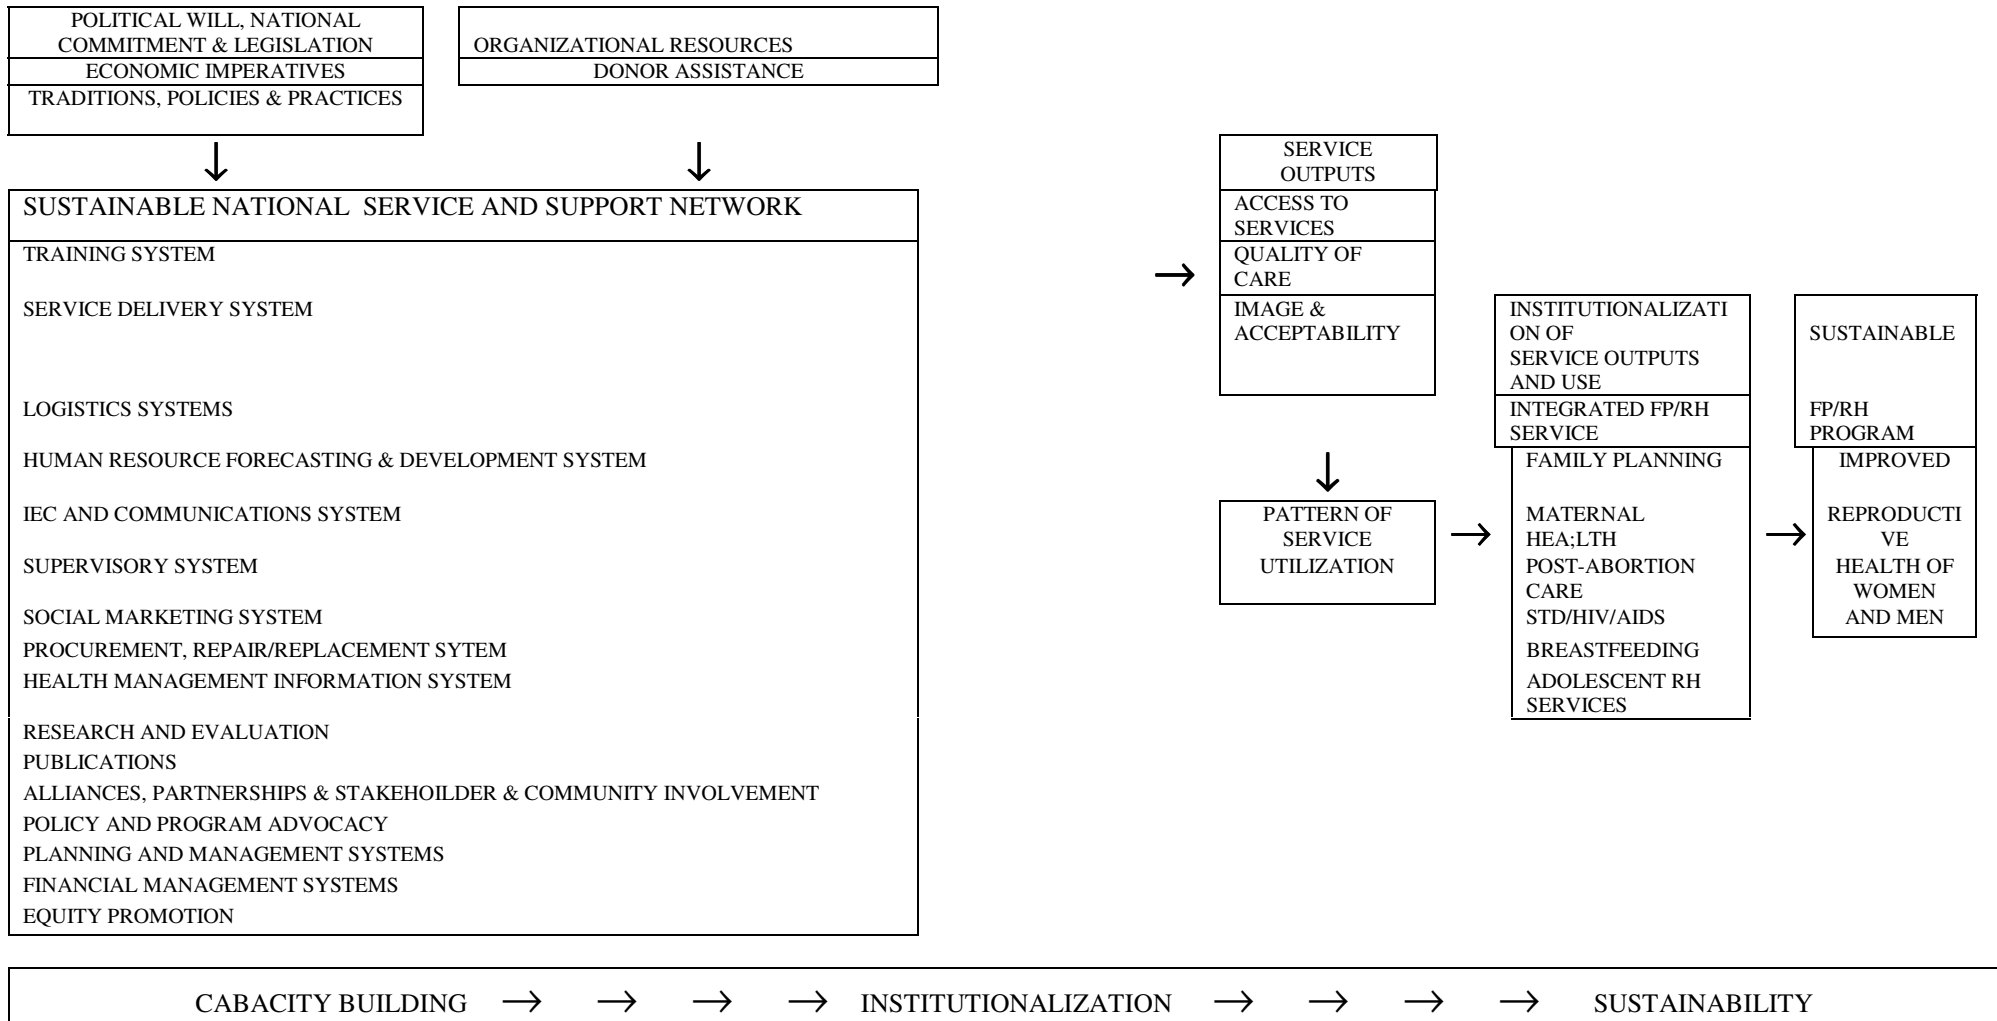 POLITICAL WILL, NATIONAL
COMMITMENT & LEGISLATION
ECONOMIC IMPERATIVES
TRADITIONS, POLICIES & PRACTICES
ORGANIZATIONAL RESOURCES
DONOR ASSISTANCE
↓
↓
SUSTAINABLE NATIONAL SERVICE AND SUPPORT NETWORK
TRAINING SYSTEM
SERVICE DELIVERY SYSTEM
LOGISTICS SYSTEMS
HUMAN RESOURCE FORECASTING & DEVELOPMENT SYSTEM
IEC AND COMMUNICATIONS SYSTEM
SUPERVISORY SYSTEM
SOCIAL MARKETING SYSTEM
PROCUREMENT, REPAIR/REPLACEMENT SYTEM
HEALTH MANAGEMENT INFORMATION SYSTEM
RESEARCH AND EVALUATION
PUBLICATIONS
ALLIANCES, PARTNERSHIPS & STAKEHOILDER & COMMUNITY INVOLVEMENT
POLICY AND PROGRAM ADVOCACY
PLANNING AND MANAGEMENT SYSTEMS
FINANCIAL MANAGEMENT SYSTEMS
EQUITY PROMOTION
→
SERVICE
OUTPUTS
ACCESS TO
SERVICES
QUALITY OF
CARE
IMAGE &
ACCEPTABILITY
↓
PATTERN OF
SERVICE
UTILIZATION
→
INSTITUTIONALIZATI
ON OF
SERVICE OUTPUTS
AND USE
INTEGRATED FP/RH
SERVICE
FAMILY PLANNING
MATERNAL
HEA;LTH
POST-ABORTION
CARE
STD/HIV/AIDS
BREASTFEEDING
ADOLESCENT RH
SERVICES
→
SUSTAINABLE
FP/RH
PROGRAM
IMPROVED
REPRODUCTI
VE
HEALTH OF
WOMEN
AND MEN
CABACITY BUILDING → → → → INSTITUTIONALIZATION → → → → SUSTAINABILITY